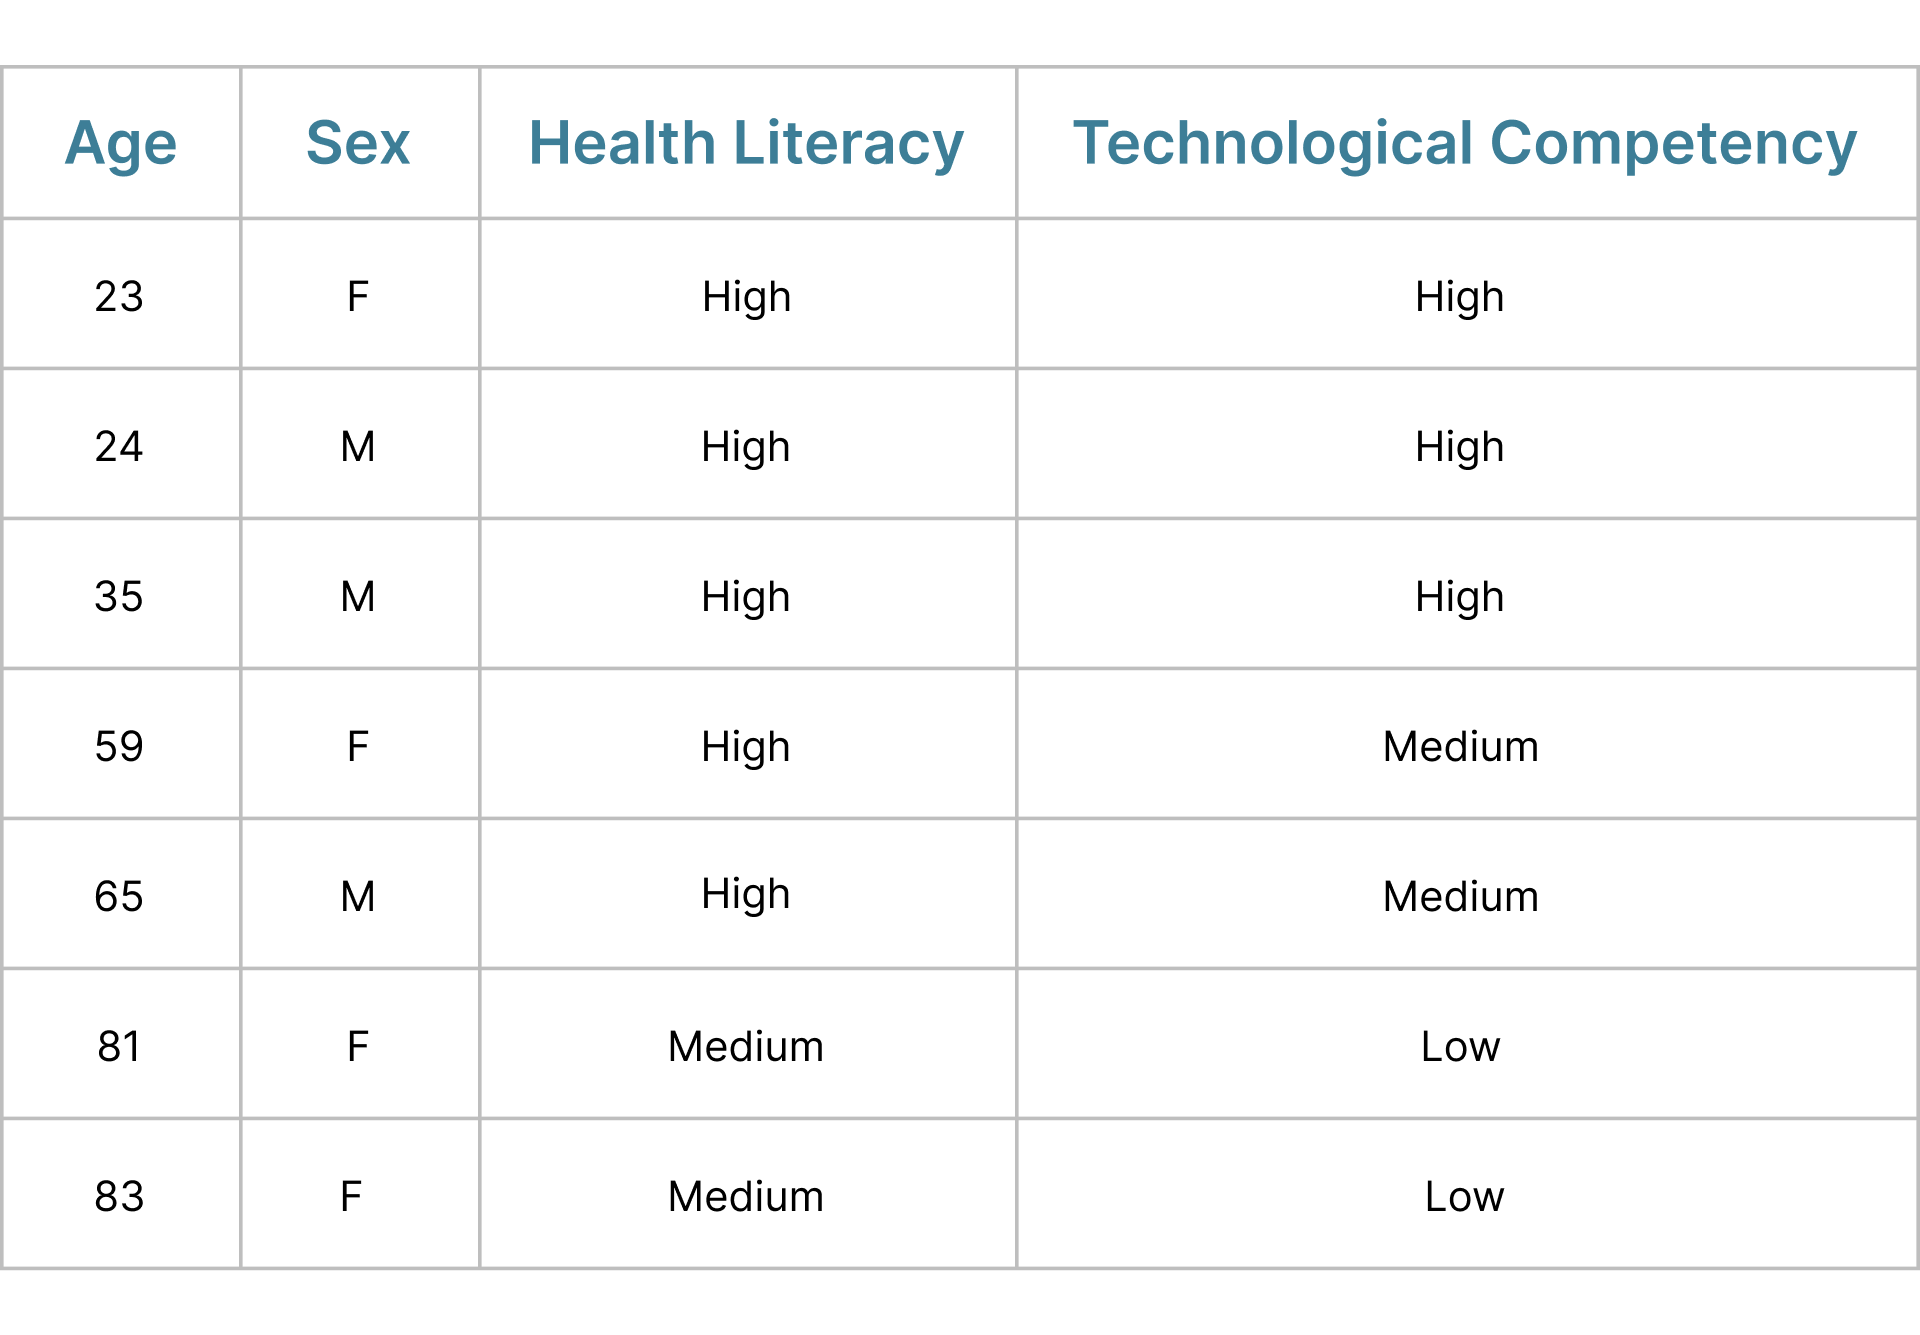 Age Sex Health Literacy Technological Competency
23 F High High
24 M High High
35 M High High
59 F High Medium
65 M High Medium
81 F Medium Low
83 F Medium Low